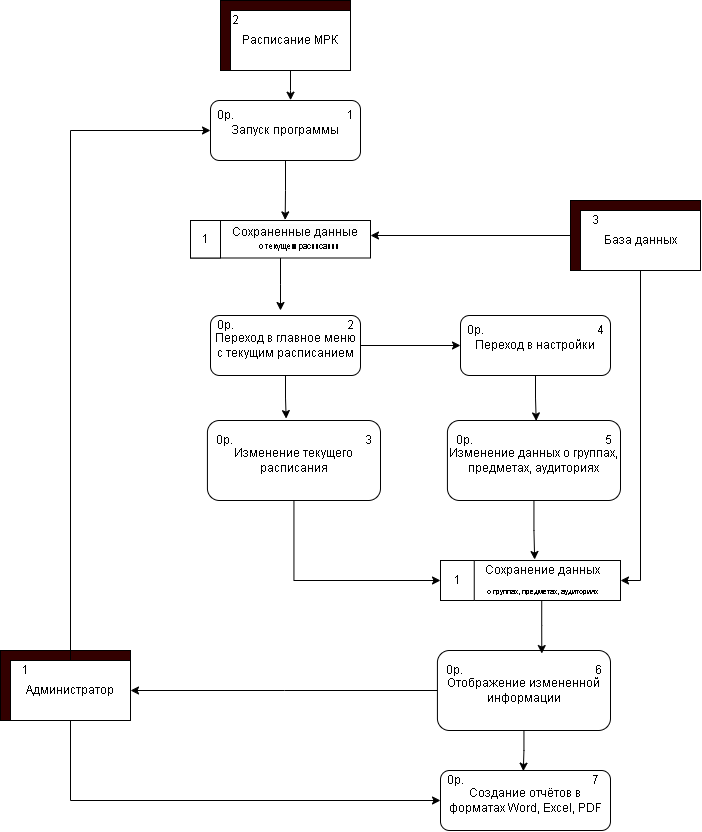 2
Расписание МРК
0р. 1
Запуск программы
1
Сохраненные данные
о текущем расписании
3
База данных
0р. 2
Переход в главное меню
с текущим расписанием
0р. 4
Переход в настройки
0р. 3
Изменение текущего
расписания
0р. 5
Изменение данных о группах,
предметах, аудиториях
1
Сохранение данных
о группах, предметах, аудиториях
1
Администратор
0р. 6
Отображение измененной
информации
0р. 7
Создание отчётов в
форматах Word, Excel, PDF